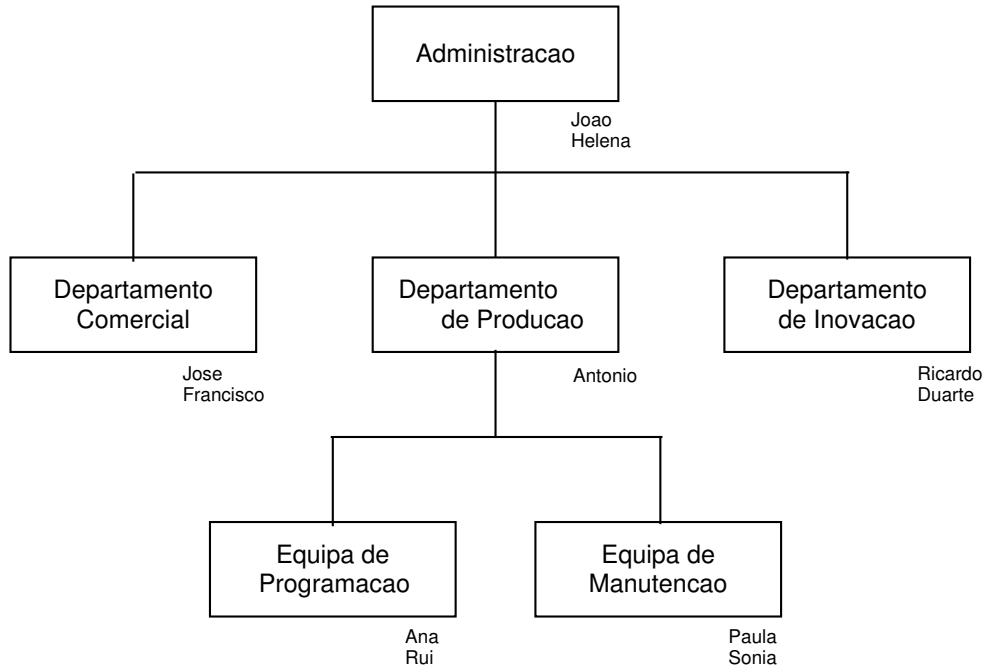 Administracao
Joao
Helena
Departamento
Comercial
Jose
Francisco
Departamento
de Producao
Antonio
Departamento
de Inovacao
Ricardo
Duarte
Equipa de
Programacao
Ana
Rui
Equipa de
Manutencao
Paula
Sonia